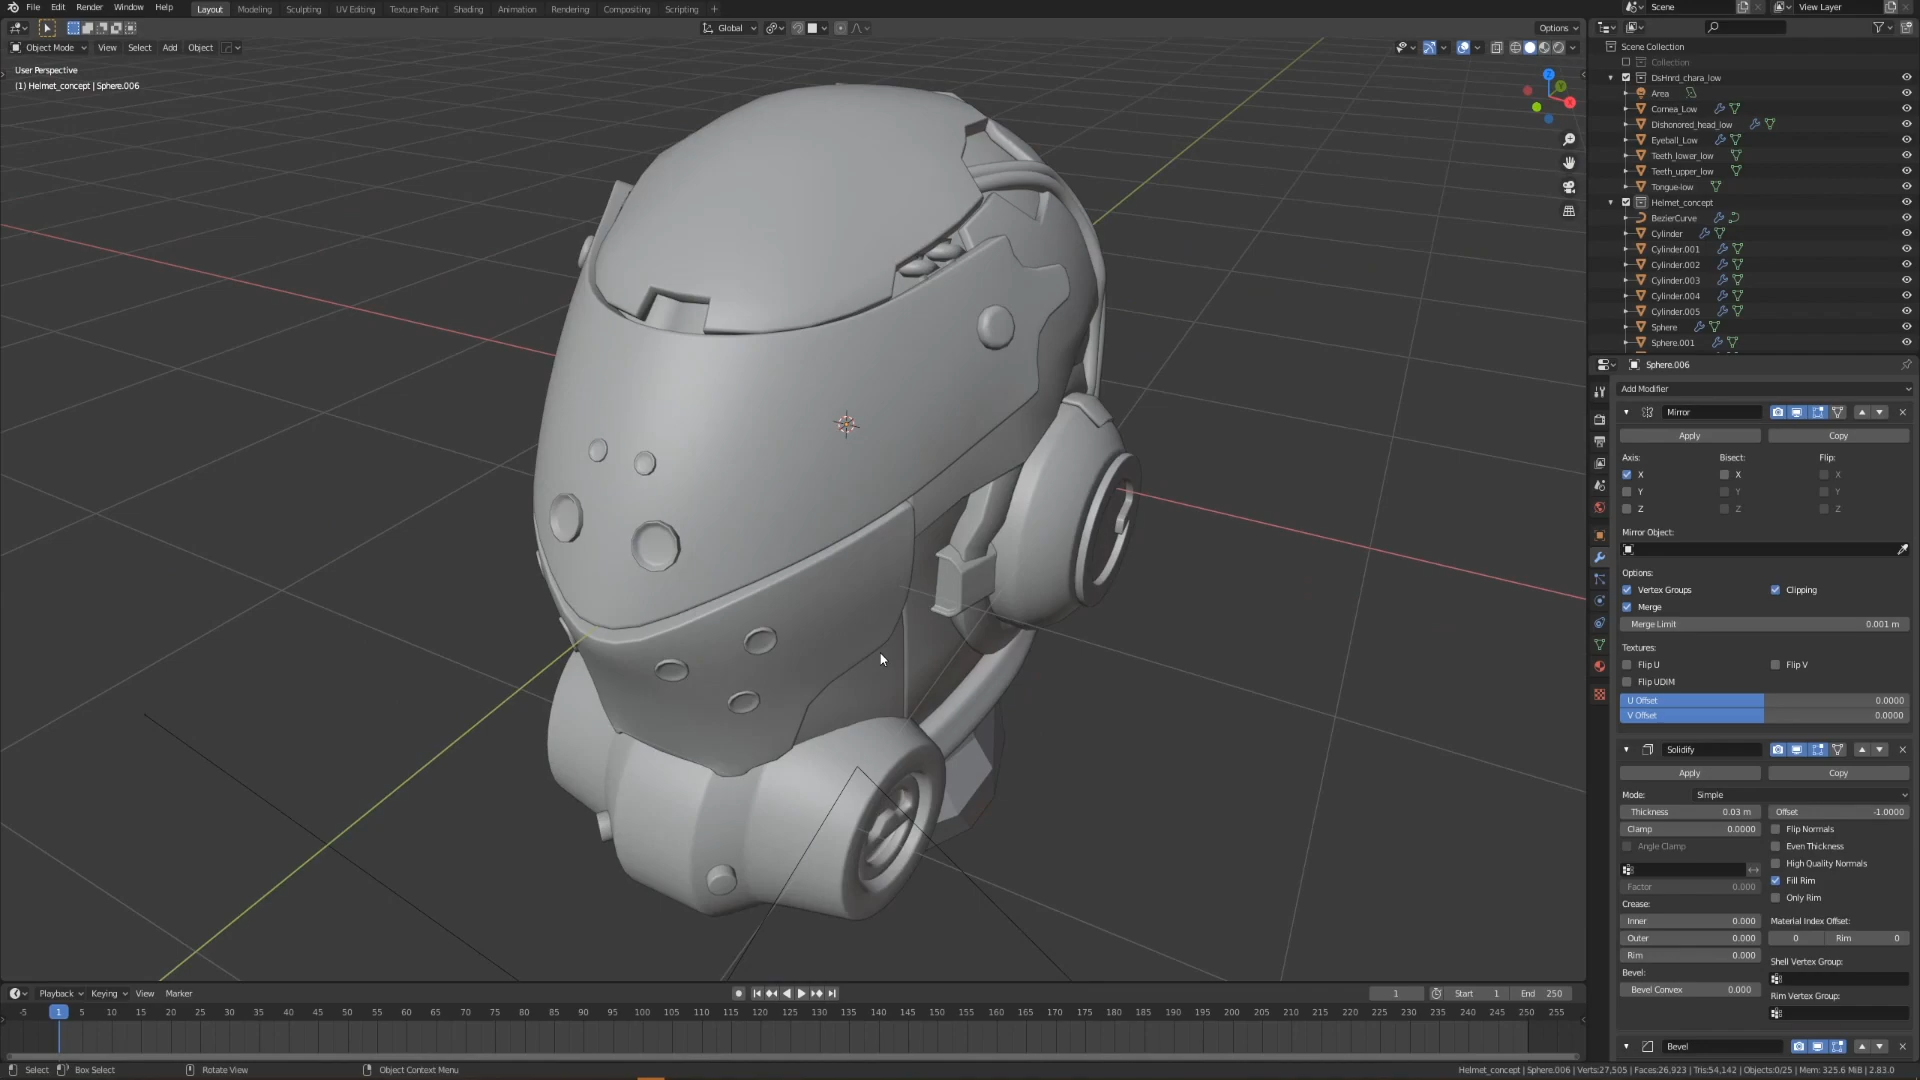 File Edit Render Window Help Layout Modeling Sculpting UV Editing Texture Paint Shading Animation Rendering Compositing Scripting + Scene View Layer
Global Options
Object Mode View Select Add Object
User Perspective
(1) Helmet_concept | Sphere.006
Z
Y
X
Scene Collection
Collection
DsHnrd_chara_low
Area
Cornea_Low
Dishonored_head_low
Eyeball_Low
Teeth_lower_low
Teeth_upper_low
Tongue-low
Helmet_concept
BezierCurve
Cylinder
Cylinder.001
Cylinder.002
Cylinder.003
Cylinder.004
Cylinder.005
Sphere
Sphere.001
Sphere.006
Add Modifier
Mirror
Apply Copy
Axis: Bisect: Flip:
X X X
Y Y Y
Z Z Z
Mirror Object:
Options:
Vertex Groups Clipping
Merge
Merge Limit 0.001 m
Textures:
Flip U Flip V
Flip UDIM
U Offset 0.0000
V Offset 0.0000
Solidify
Apply Copy
Mode: Simple
Thickness 0.03 m Offset -1.0000
Clamp 0.0000 Flip Normals
Angle Clamp Even Thickness
High Quality Normals
Factor 0.000 Fill Rim
Crease: Only Rim
Inner 0.000 Material Index Offset:
Outer 0.000 0 Rim 0
Rim 0.000 Shell Vertex Group:
Bevel:
Bevel Convex 0.000 Rim Vertex Group:
Bevel
Playback Keying View Marker 1 Start 1 End 250
-5 1 5 10 15 20 25 30 35 40 45 50 55 60 65 70 75 80 85 90 95 100 105 110 115 120 125 130 135 140 145 150 155 160 165 170 175 180 185 190 195 200 205 210 215 220 225 230 235 240 245 250 255
Select Box Select Rotate View Object Context Menu Helmet_concept | Sphere.006 | Verts:27,505 | Faces:26,923 | Tris:54,142 | Objects:0/25 | Mem: 325.6 MiB | 2.83.0